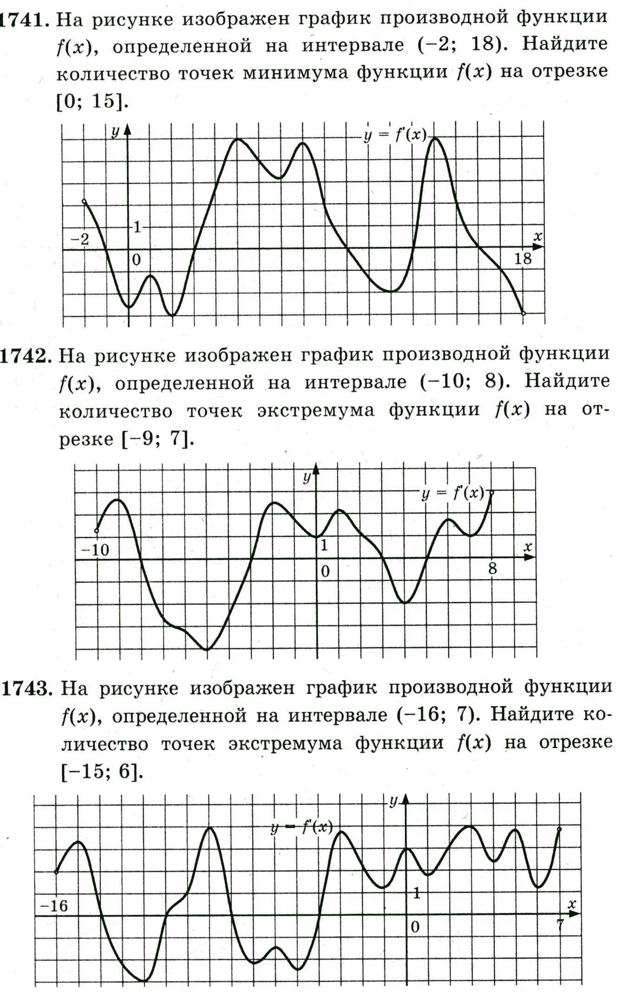 1741. На рисунке изображен график производной функции
f(x), определенной на интервале (−2; 18). Найдите
количество точек минимума функции f(x) на отрезке
[0; 15].
y
y = f'(x)
1
−2
x
0
18
1742. На рисунке изображен график производной функции
f(x), определенной на интервале (−10; 8). Найдите
количество точек экстремума функции f(x) на от-
резке [−9; 7].
y
y = f'(x)
−10
1
x
0
8
1743. На рисунке изображен график производной функции
f(x), определенной на интервале (−16; 7). Найдите ко-
личество точек экстремума функции f(x) на отрезке
[−15; 6].
y
y = f'(x)
1
−16
x
0
7